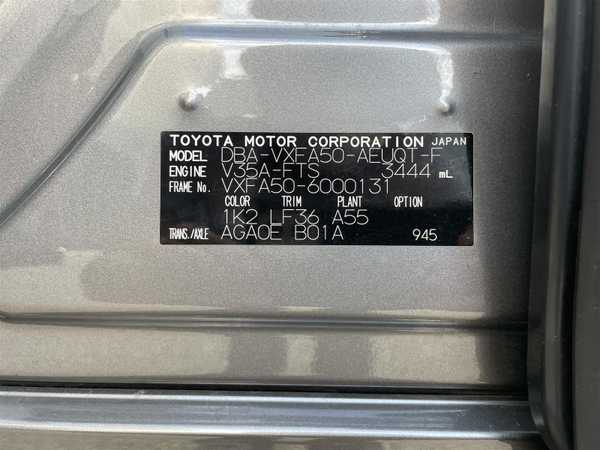 TOYOTA MOTOR CORPORATION JAPAN
MODEL DBA-VXFA50-AEUQT-F
ENGINE V35A-FTS 3444 mL
FRAME No. VXFA50-6000131
COLOR TRIM PLANT OPTION
1K2 LF36 A55
TRANS./AXLE AGA0E B01A 945